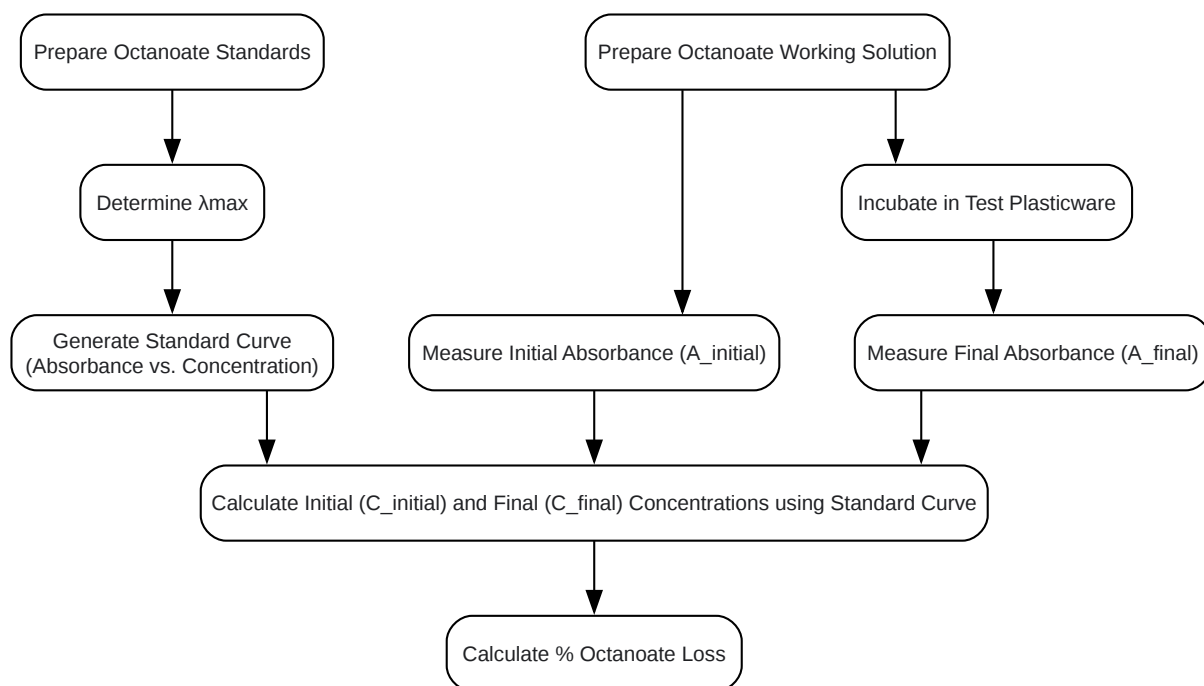 Prepare Octanoate Standards
Prepare Octanoate Working Solution
Determine λmax
Incubate in Test Plasticware
Generate Standard Curve
(Absorbance vs. Concentration)
Measure Initial Absorbance (A_initial)
Measure Final Absorbance (A_final)
Calculate Initial (C_initial) and Final (C_final) Concentrations using Standard Curve
Calculate % Octanoate Loss